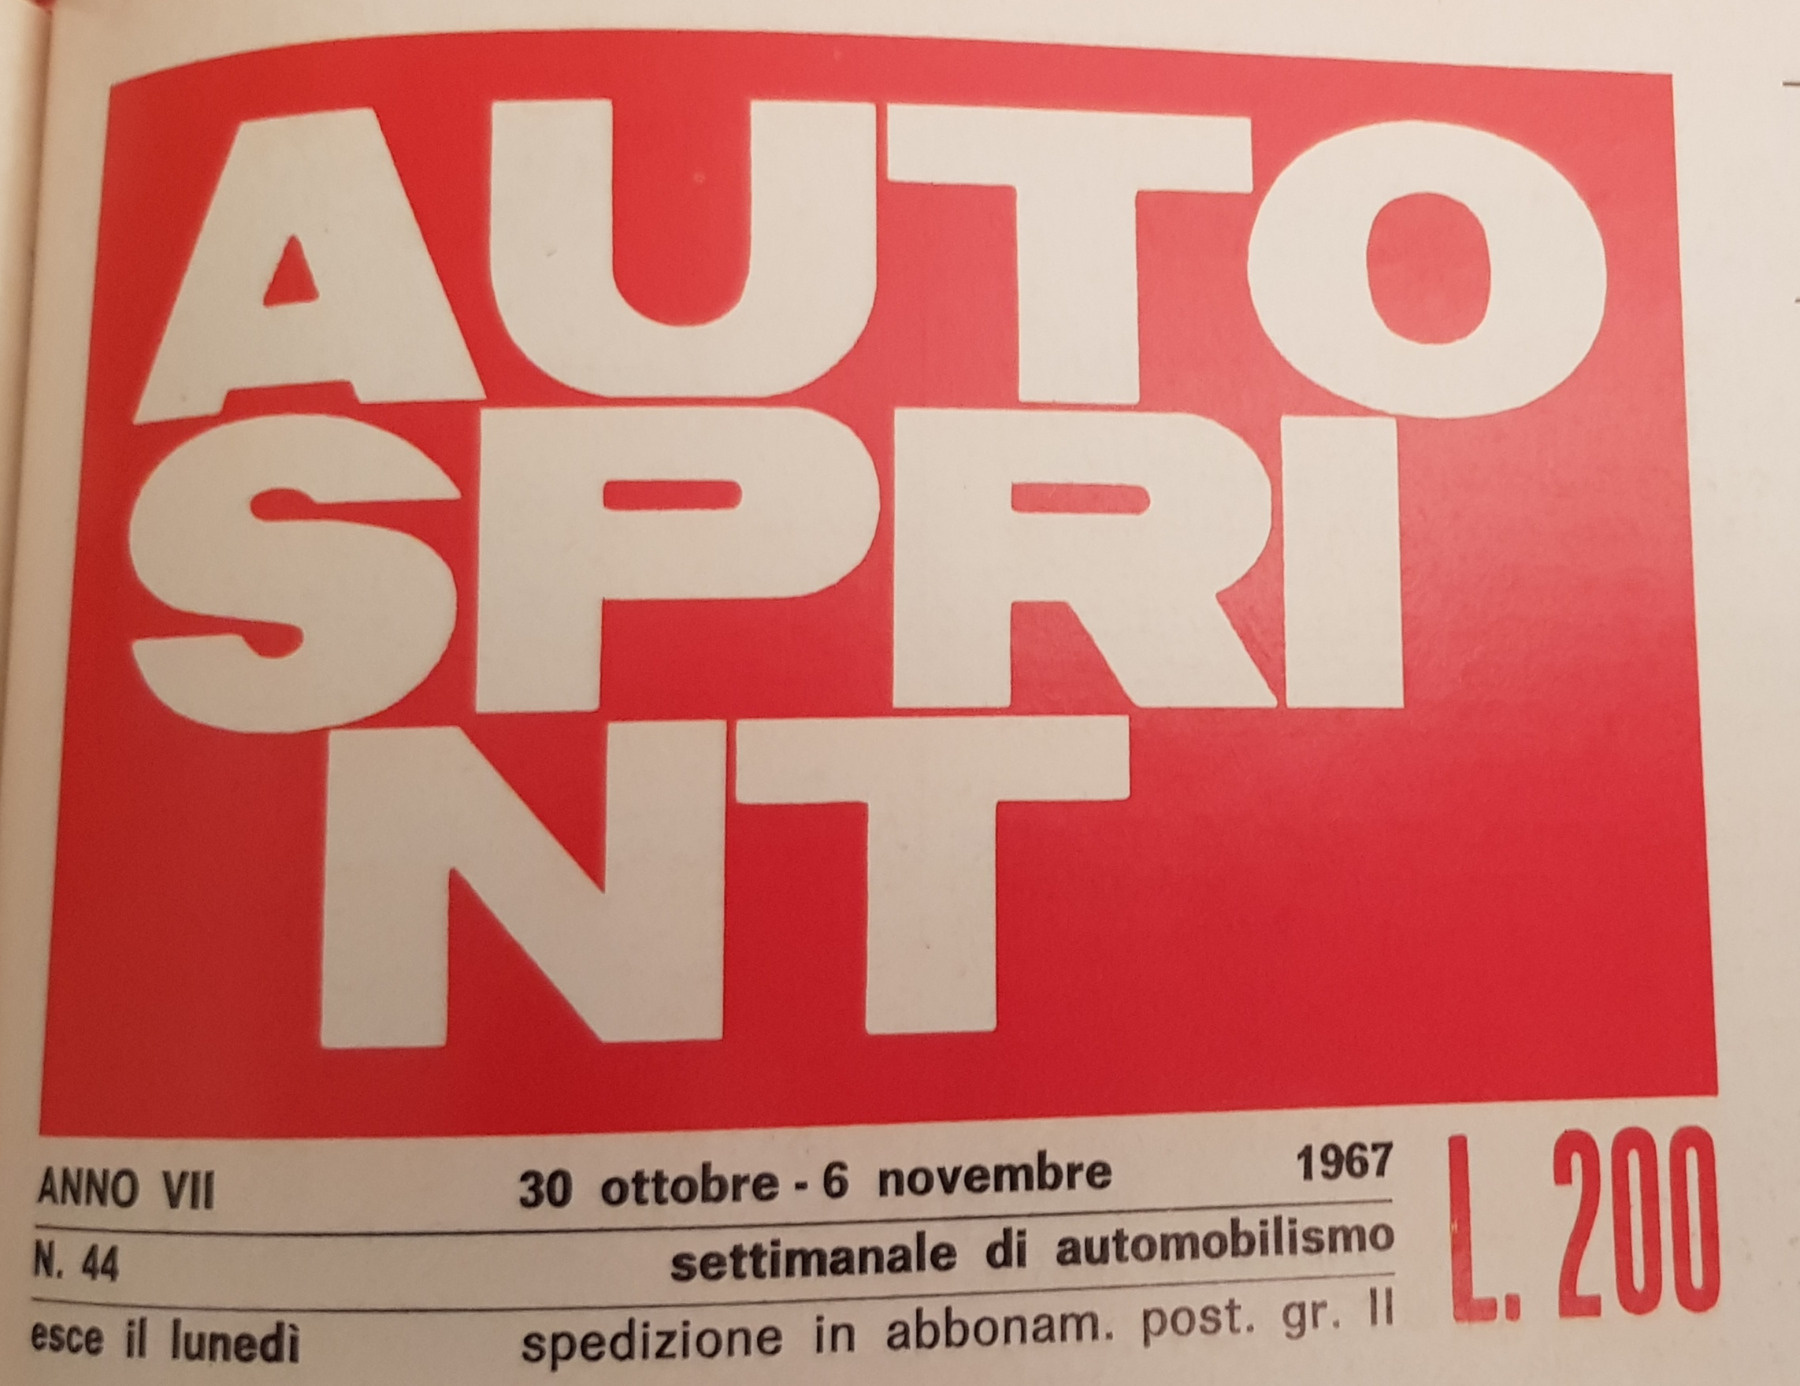 AUTO
SPRI
NT
ANNO VII 30 ottobre - 6 novembre 1967
L. 200
N. 44 settimanale di automobilismo
esce il lunedì spedizione in abbonam. post. gr. II